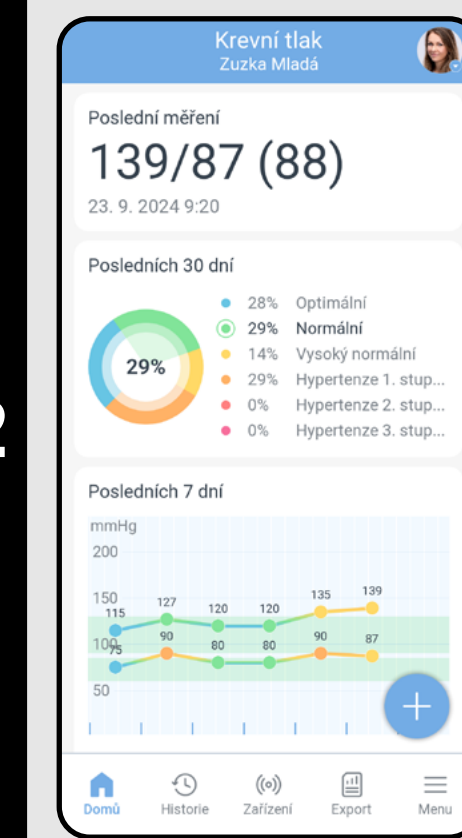 Krevní tlak
Zuzka Mladá
Poslední měření
139/87 (88)
23. 9. 2024 9:20
Posledních 30 dní
29%
28% Optimální
29% Normální
14% Vysoký normální
29% Hypertenze 1. stup...
0% Hypertenze 2. stup...
0% Hypertenze 3. stup...
Posledních 7 dní
mmHg
200
150
100
50
115 127 120 120 135 139
75 90 80 80 90 87
Domů Historie Zařízení Export Menu